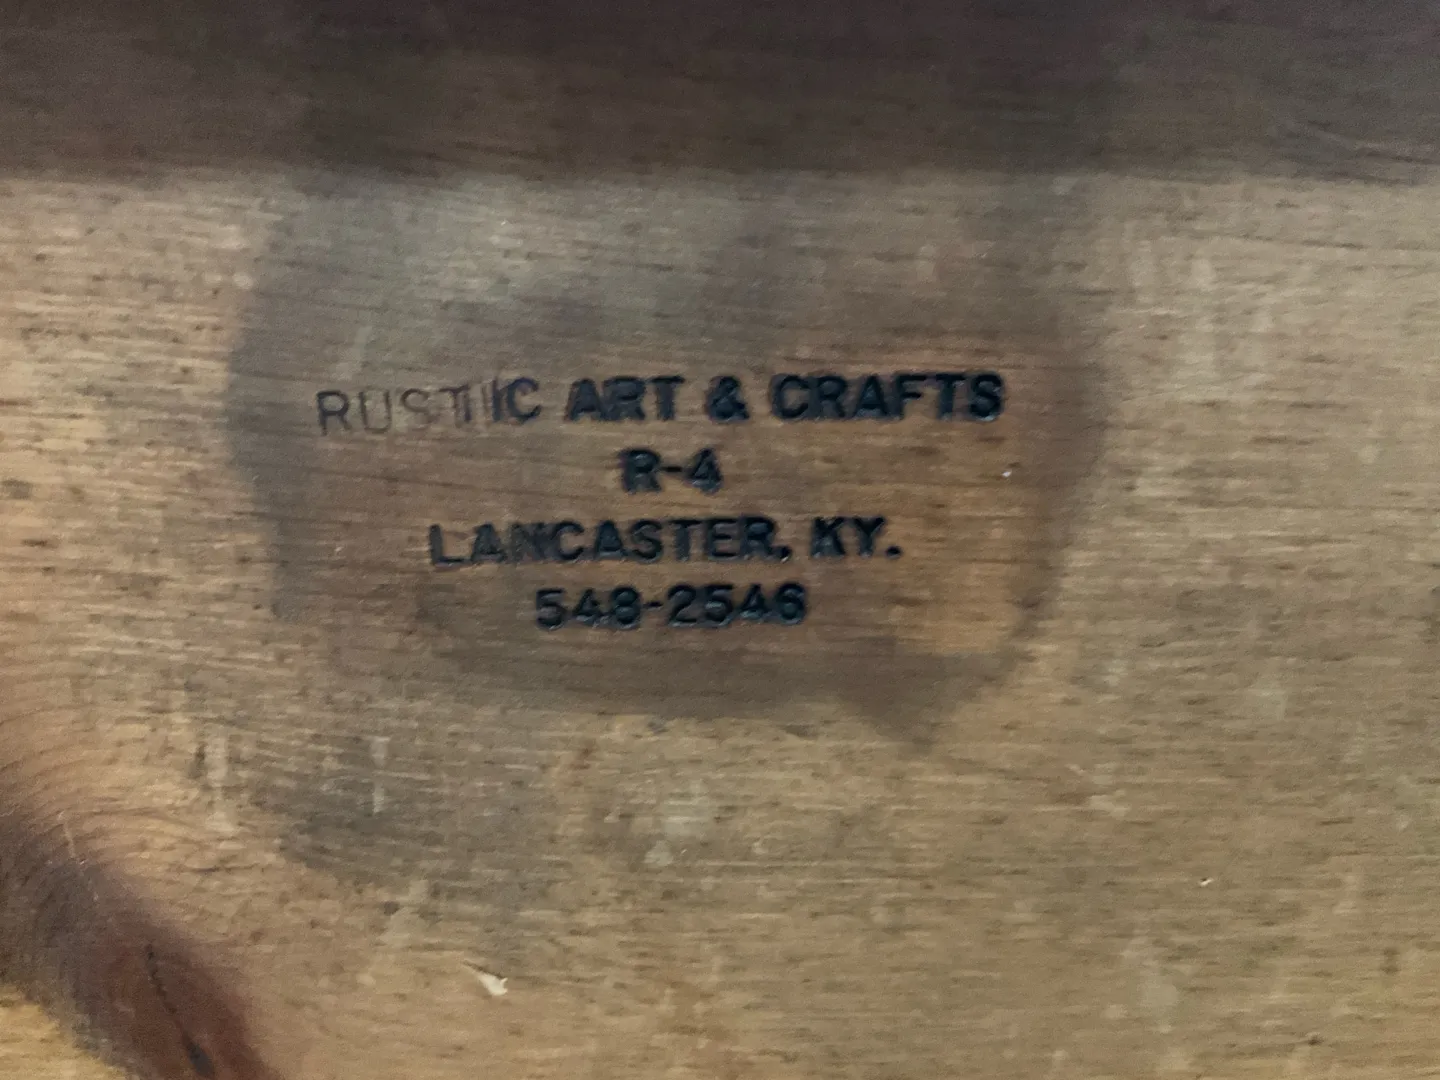 RUSTIC ART & CRAFTS
R-4
LANCASTER, KY.
548-2546